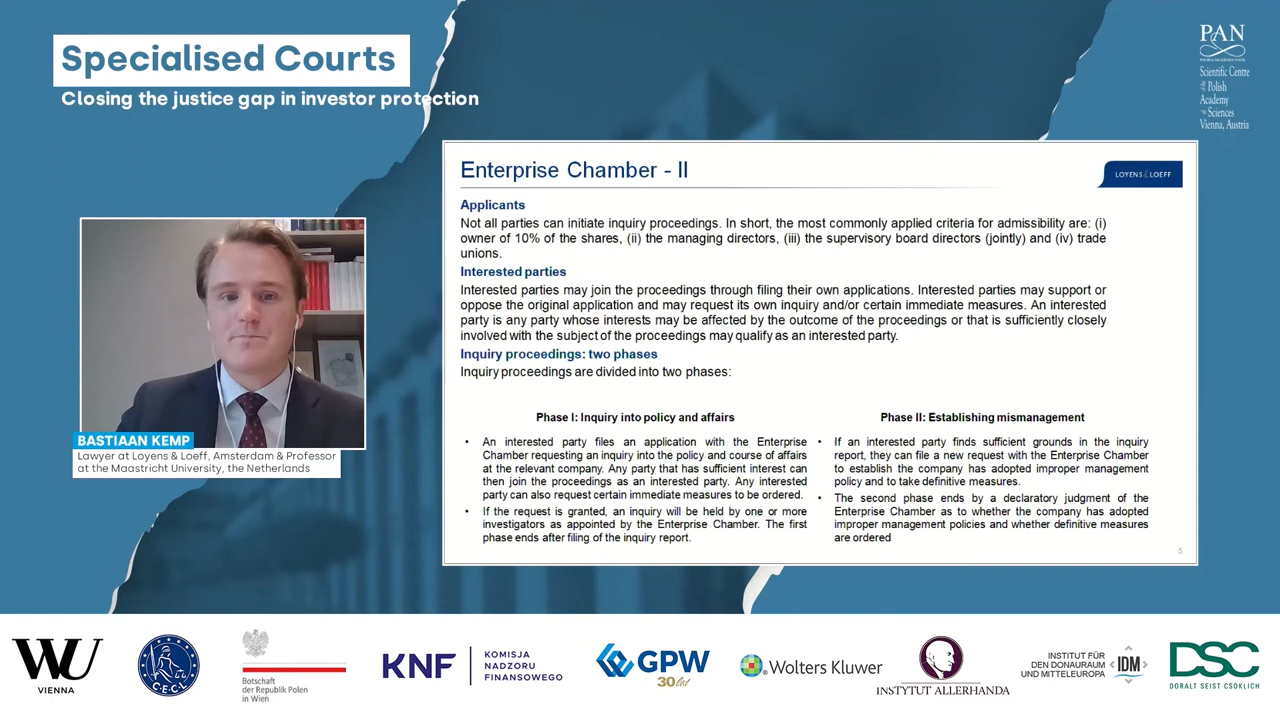 Specialised Courts
Closing the justice gap in investor protection
PAN
Scientific Centre
of the
Polish
Academy
of
Sciences
Vienna, Austria
Enterprise Chamber - II
LOYENS & LOEFF
Applicants
Not all parties can initiate inquiry proceedings. In short, the most commonly applied criteria for admissibility are: (i)
owner of 10% of the shares, (ii) the managing directors, (iii) the supervisory board directors (jointly) and (iv) trade
unions.
Interested parties
Interested parties may join the proceedings through filing their own applications. Interested parties may support or
oppose the original application and may request its own inquiry and/or certain immediate measures. An interested
party is any party whose interests may be affected by the outcome of the proceedings or that is sufficiently closely
involved with the subject of the proceedings may qualify as an interested party.
Inquiry proceedings: two phases
Inquiry proceedings are divided into two phases:
Phase I: Inquiry into policy and affairs
• An interested party files an application with the Enterprise
Chamber requesting an inquiry into the policy and course of affairs
at the relevant company. Any party that has sufficient interest can
then join the proceedings as an interested party. Any interested
party can also request certain immediate measures to be ordered.
• If the request is granted, an inquiry will be held by one or more
investigators as appointed by the Enterprise Chamber. The first
phase ends after filing of the inquiry report.
Phase II: Establishing mismanagement
• If an interested party finds sufficient grounds in the inquiry
report, they can file a new request with the Enterprise Chamber
to establish the company has adopted improper management
policy and to take definitive measures.
• The second phase ends by a declaratory judgment of the
Enterprise Chamber as to whether the company has adopted
improper management policies and whether definitive measures
are ordered
5
BASTIAAN KEMP
Lawyer at Loyens & Loeff, Amsterdam & Professor
at the Maastricht University, the Netherlands
WU
VIENNA
C·E·C·L
Botschaft
der Republik Polen
in Wien
KNF
KOMISJA
NADZORU
FINANSOWEGO
GPW
30 lat
Wolters Kluwer
INSTYTUT ALLERHANDA
INSTITUT FÜR
DEN DONAURAUM
UND MITTELEUROPA
IDM
DSC
DORALT SEIST CSOKLICH